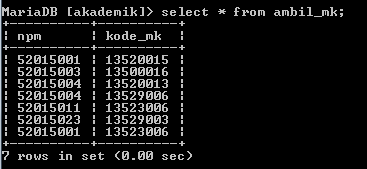 MariaDB [akademik]> select * from ambil_mk;
+----------+----------+
| npm      | kode_mk  |
+----------+----------+
| 52015001 | 13520015 |
| 52015003 | 13500016 |
| 52015004 | 13520013 |
| 52015004 | 13529006 |
| 52015011 | 13523006 |
| 52015023 | 13529003 |
| 52015001 | 13523006 |
+----------+----------+
7 rows in set (0.00 sec)